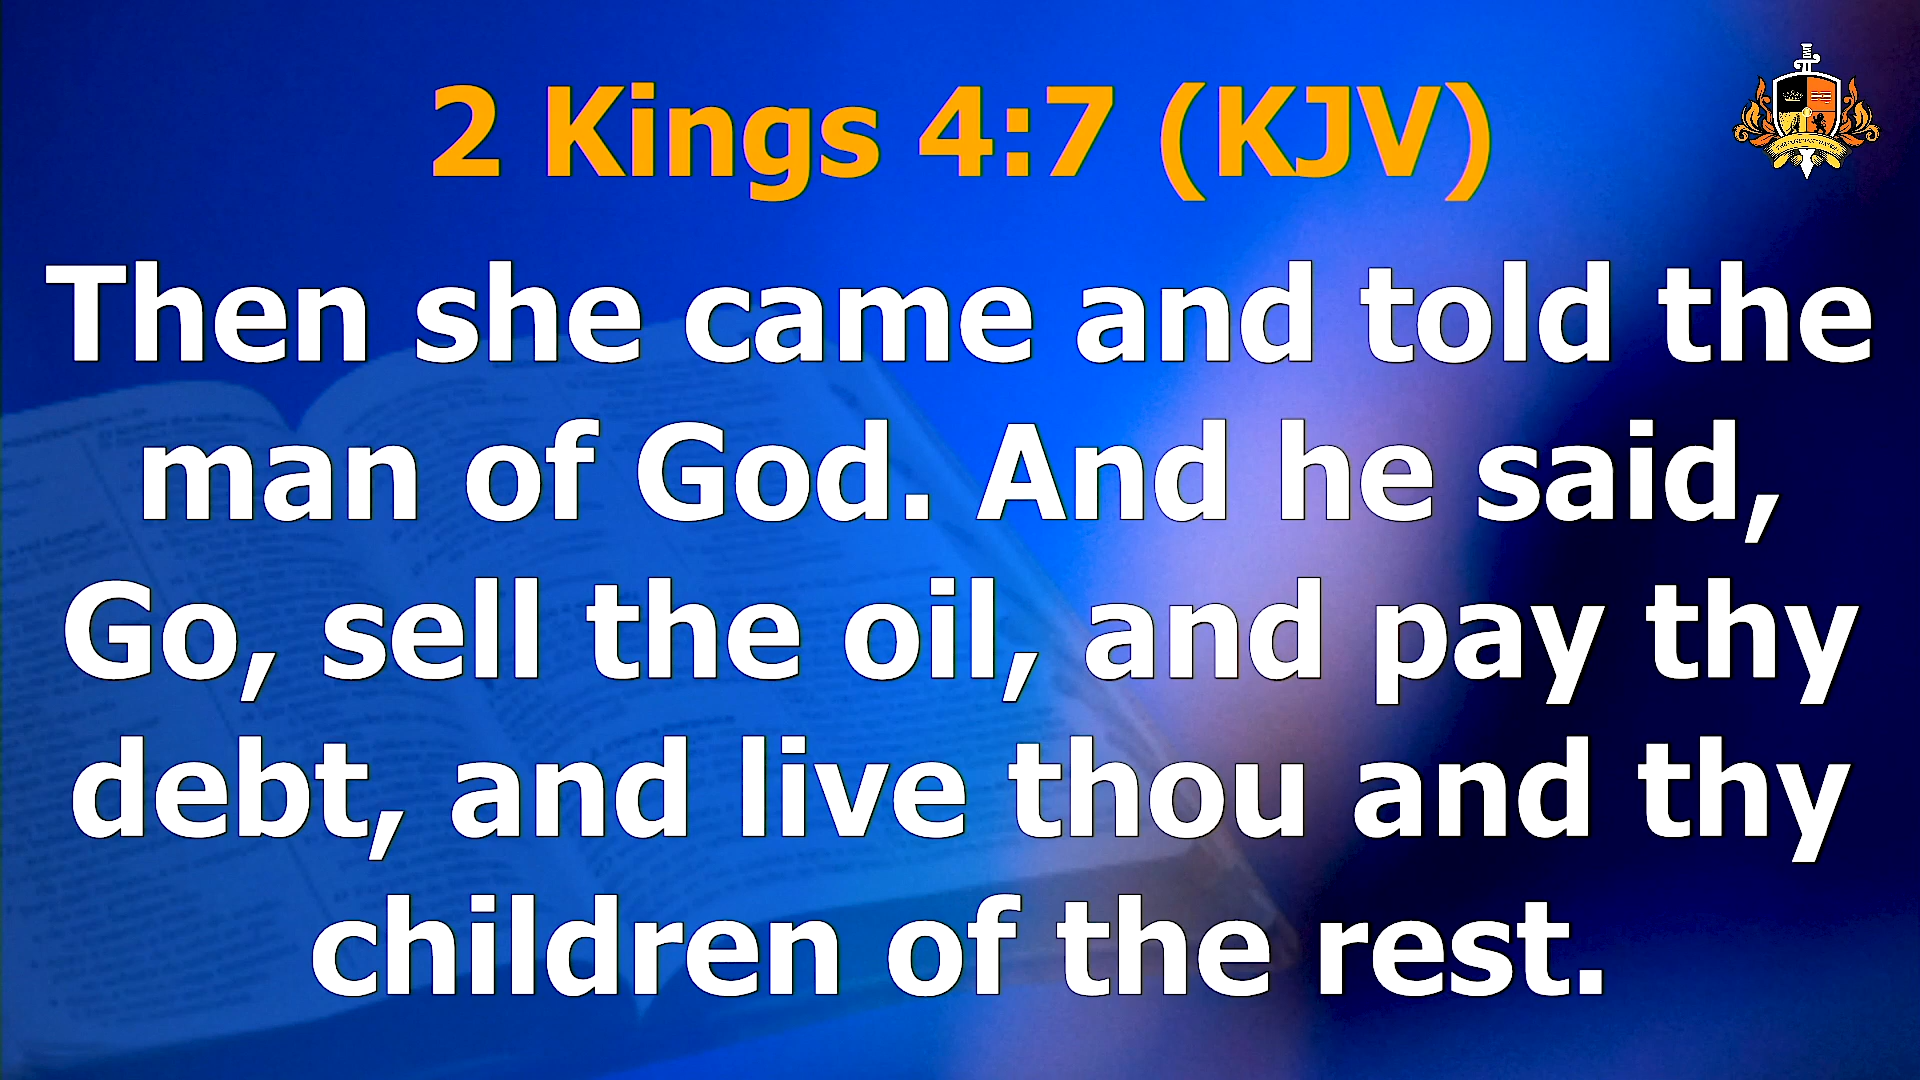 2 Kings 4:7 (KJV)
Then she came and told the
man of God. And he said,
Go, sell the oil, and pay thy
debt, and live thou and thy
children of the rest.